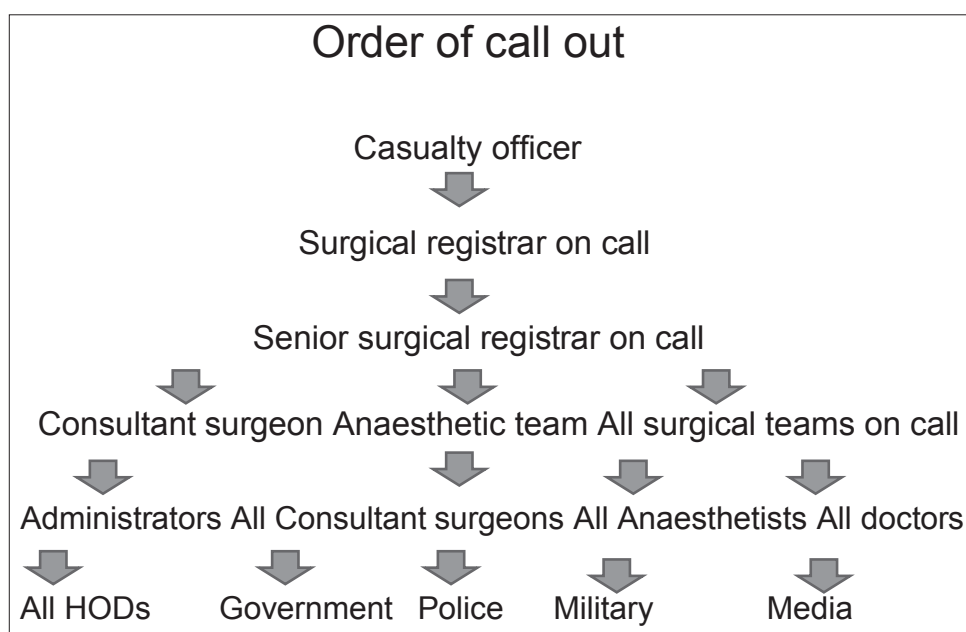 Order of call out
Casualty officer
Surgical registrar on call
Senior surgical registrar on call
Consultant surgeon Anaesthetic team All surgical teams on call
Administrators All Consultant surgeons All Anaesthetists All doctors
All HODs Government Police Military Media